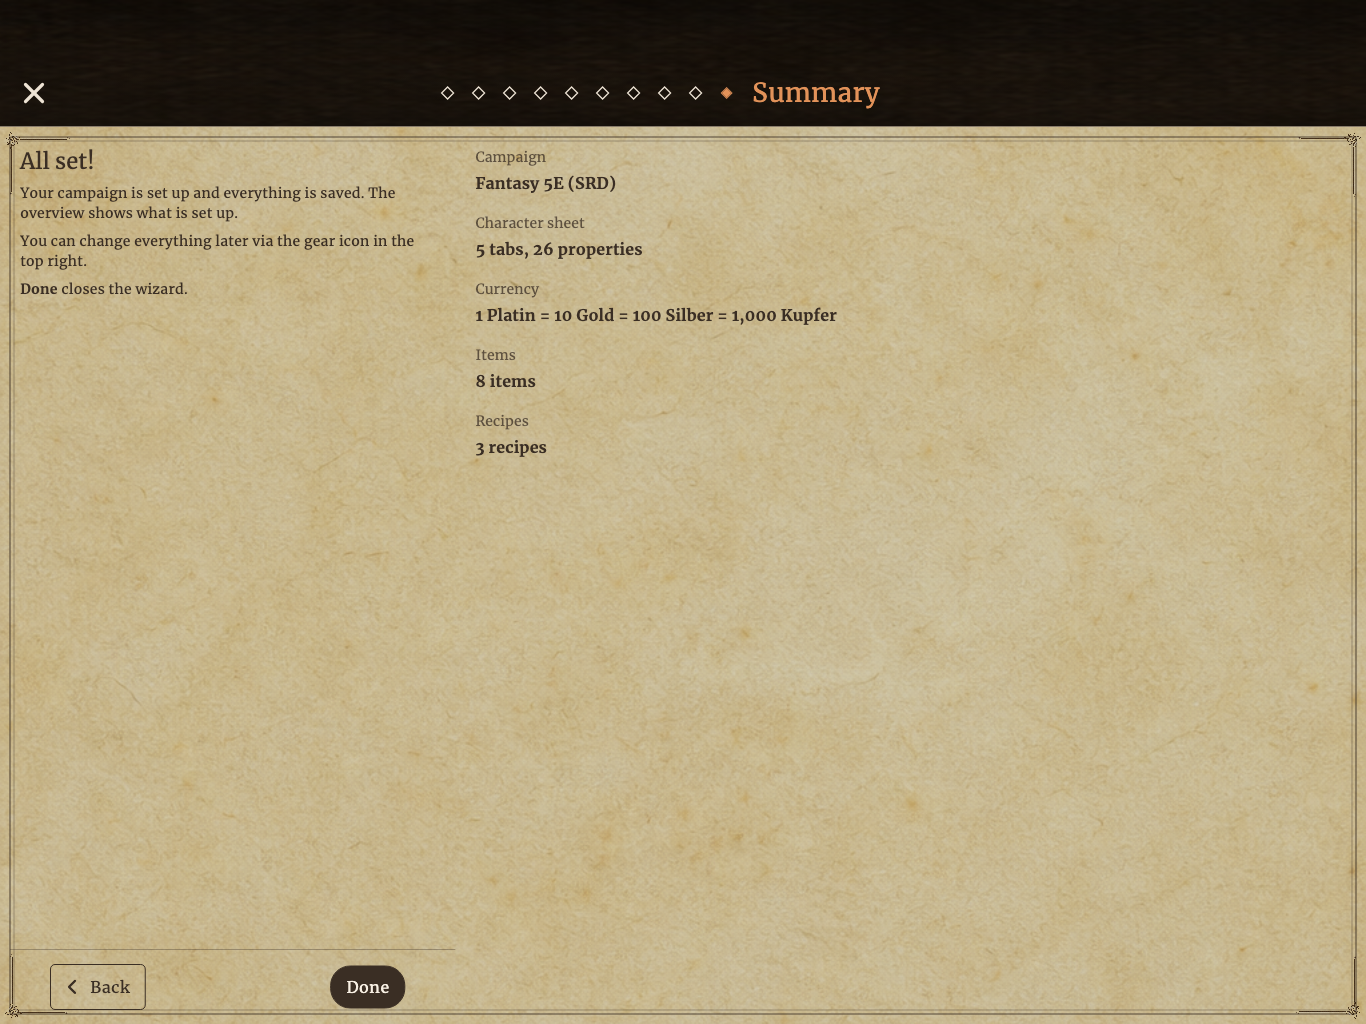 Summary
All set!
Your campaign is set up and everything is saved. The
overview shows what is set up.
You can change everything later via the gear icon in the
top right.
Done closes the wizard.
Campaign
Fantasy 5E (SRD)
Character sheet
5 tabs, 26 properties
Currency
1 Platin = 10 Gold = 100 Silber = 1,000 Kupfer
Items
8 items
Recipes
3 recipes
Back
Done